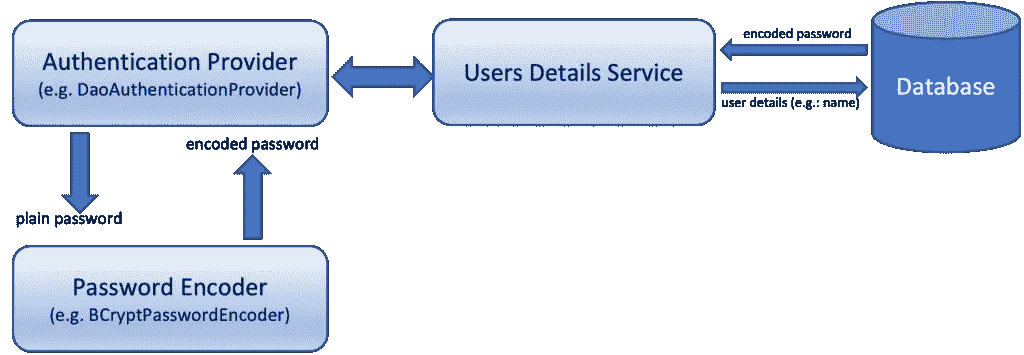 Authentication Provider
(e.g. DaoAuthenticationProvider)
Users Details Service
encoded password
user details (e.g.: name)
Database
encoded password
plain password
Password Encoder
(e.g. BCryptPasswordEncoder)